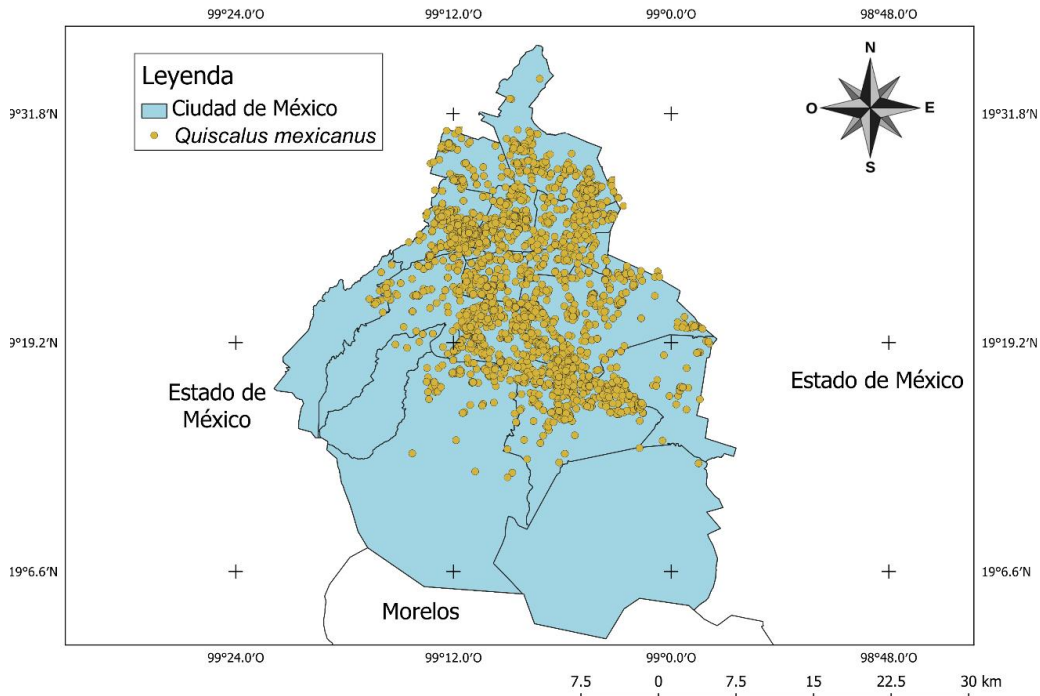 99°24.0'O 99°12.0'O 99°00.0'O 98°48.0'O
Leyenda
Ciudad de México
Quiscalus mexicanus
N
O E
S
9°31.8'N 19°31.8'N
9°19.2'N 19°19.2'N
Estado de
México
Estado de México
19°6.6'N 19°6.6'N
Morelos
99°24.0'O 99°12.0'O 99°00.0'O 98°48.0'O
7.5 0 7.5 15 22.5 30 km